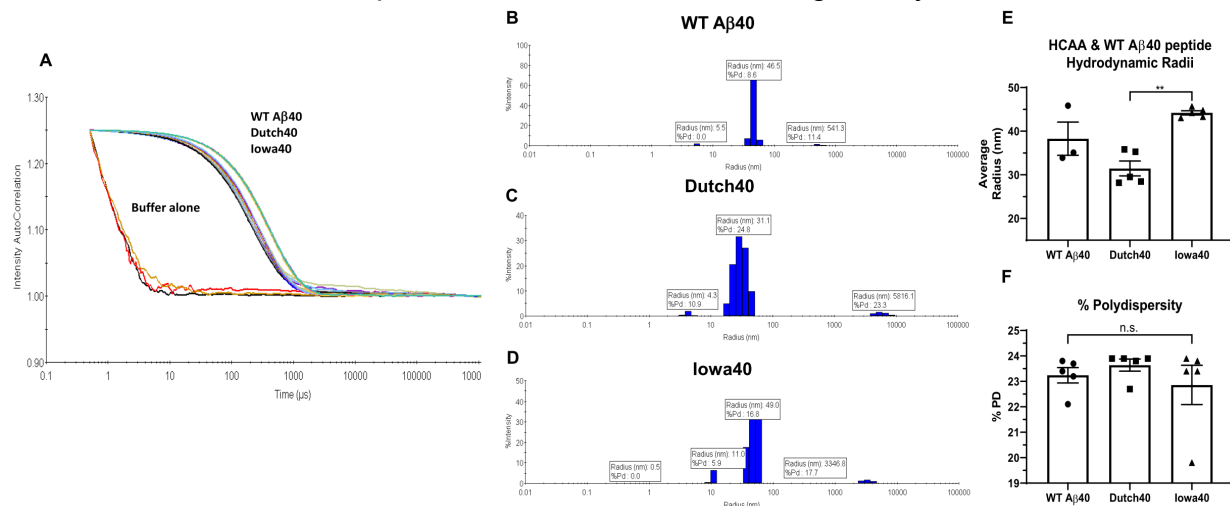 A
1.30
1.20
1.10
1.00
0.90
Intensity AutoCorrelation
WT Aβ40
Dutch40
Iowa40
Buffer alone
0.1 1 10 100 1000 10000 100000
Time (µs)
B
WT Aβ40
100
80
60
40
20
0
%Intensity
Radius (nm): 5.5
%Pd : 0.0
Radius (nm): 46.5
%Pd : 8.6
Radius (nm): 541.3
%Pd : 11.4
0.01 0.1 1 10 100 1000 10000 100000
Radius (nm)
C
Dutch40
40
30
20
10
0
%Intensity
Radius (nm): 4.3
%Pd : 10.9
Radius (nm): 31.1
%Pd : 24.8
Radius (nm): 5816.1
%Pd : 23.3
0.01 0.1 1 10 100 1000 10000 100000
Radius (nm)
D
Iowa40
50
40
30
20
10
0
%Intensity
Radius (nm): 0.5
%Pd : 0.0
Radius (nm): 11.0
%Pd : 5.9
Radius (nm): 49.0
%Pd : 16.8
Radius (nm): 3346.8
%Pd : 17.7
0.01 0.1 1 10 100 1000 10000 100000
Radius (nm)
E
HCAA & WT Aβ40 peptide
Hydrodynamic Radii
**
50
40
30
20
Average
Radius (nm)
WT Aβ40 Dutch40 Iowa40
F
% Polydispersity
n.s.
25
24
23
22
21
20
19
% PD
WT Aβ40 Dutch40 Iowa40